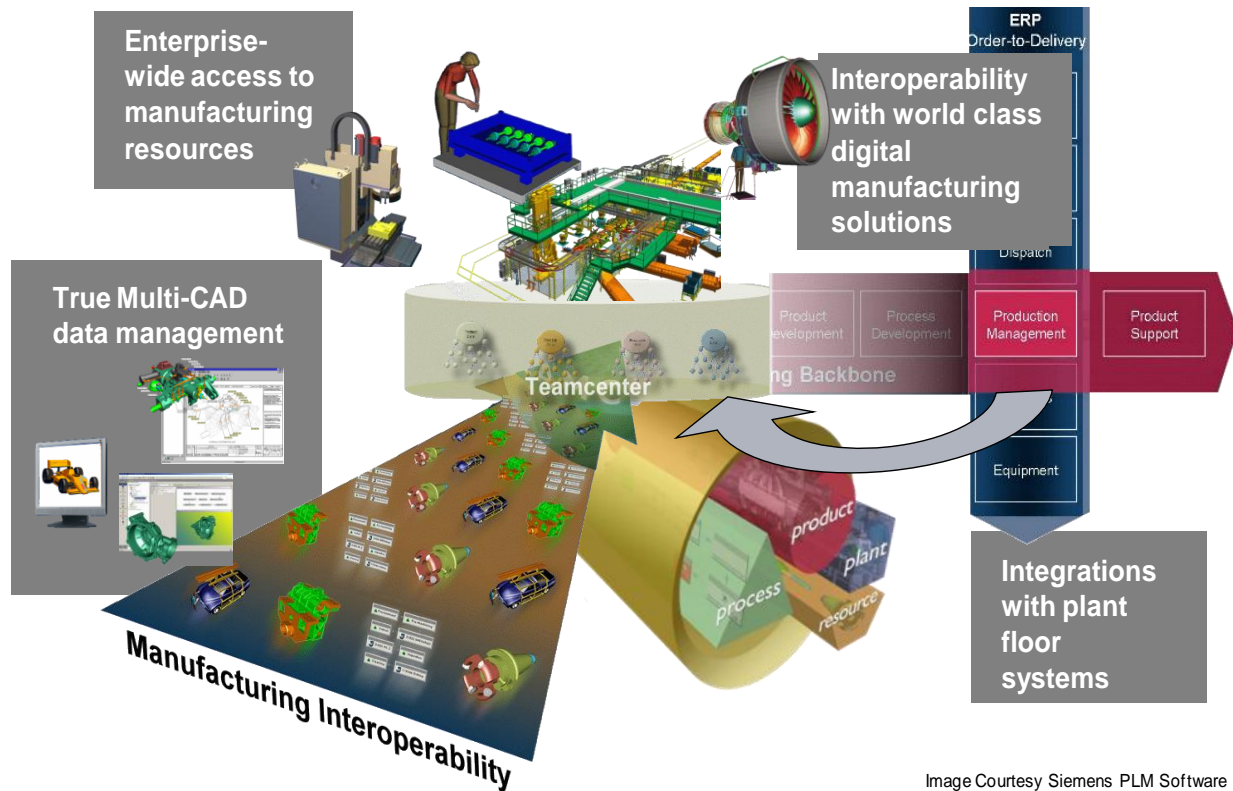 Enterprise-
wide access to
manufacturing
resources
ERP
Order-to-Delivery
Interoperability
with world class
digital
manufacturing
solutions
Dispatch
True Multi-CAD
data management
Product
Process
Development
Production
Management
Product
Support
Teamcenter
Backbone
Equipment
product
plant
process
resource
Integrations
with plant
floor
systems
Manufacturing Interoperability
Image Courtesy Siemens PLM Software